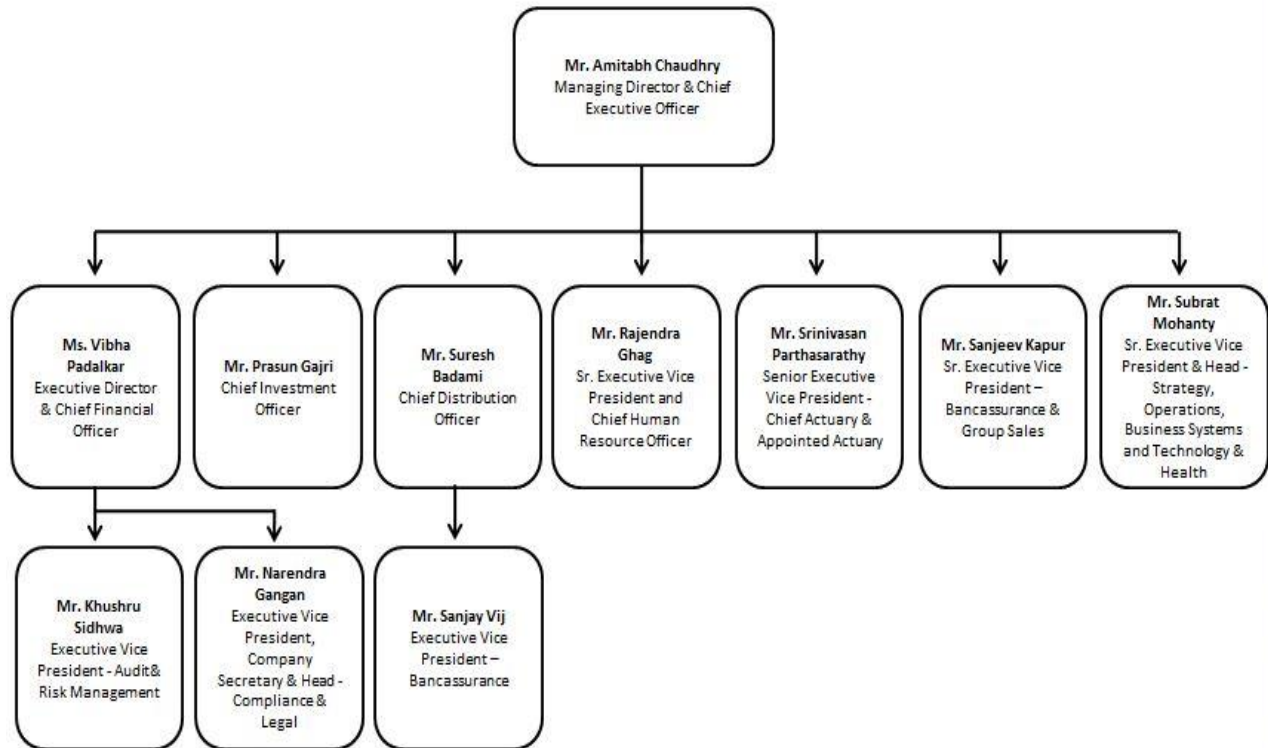 Mr. Amitabh Chaudhry
Managing Director & Chief
Executive Officer
Ms. Vibha
Padalkar
Executive Director
& Chief Financial
Officer
Mr. Prasun Gajri
Chief Investment
Officer
Mr. Suresh
Badami
Chief Distribution
Officer
Mr. Rajendra
Ghag
Sr. Executive Vice
President and
Chief Human
Resource Officer
Mr. Srinivasan
Parthasarathy
Senior Executive
Vice President -
Chief Actuary &
Appointed Actuary
Mr. Sanjeev Kapur
Sr. Executive Vice
President –
Bancassurance &
Group Sales
Mr. Subrat
Mohanty
Sr. Executive Vice
President & Head -
Strategy,
Operations,
Business Systems
and Technology &
Health
Mr. Khushru
Sidhwa
Executive Vice
President - Audit&
Risk Management
Mr. Narendra
Gangan
Executive Vice
President,
Company
Secretary & Head -
Compliance &
Legal
Mr. Sanjay Vij
Executive Vice
President –
Bancassurance